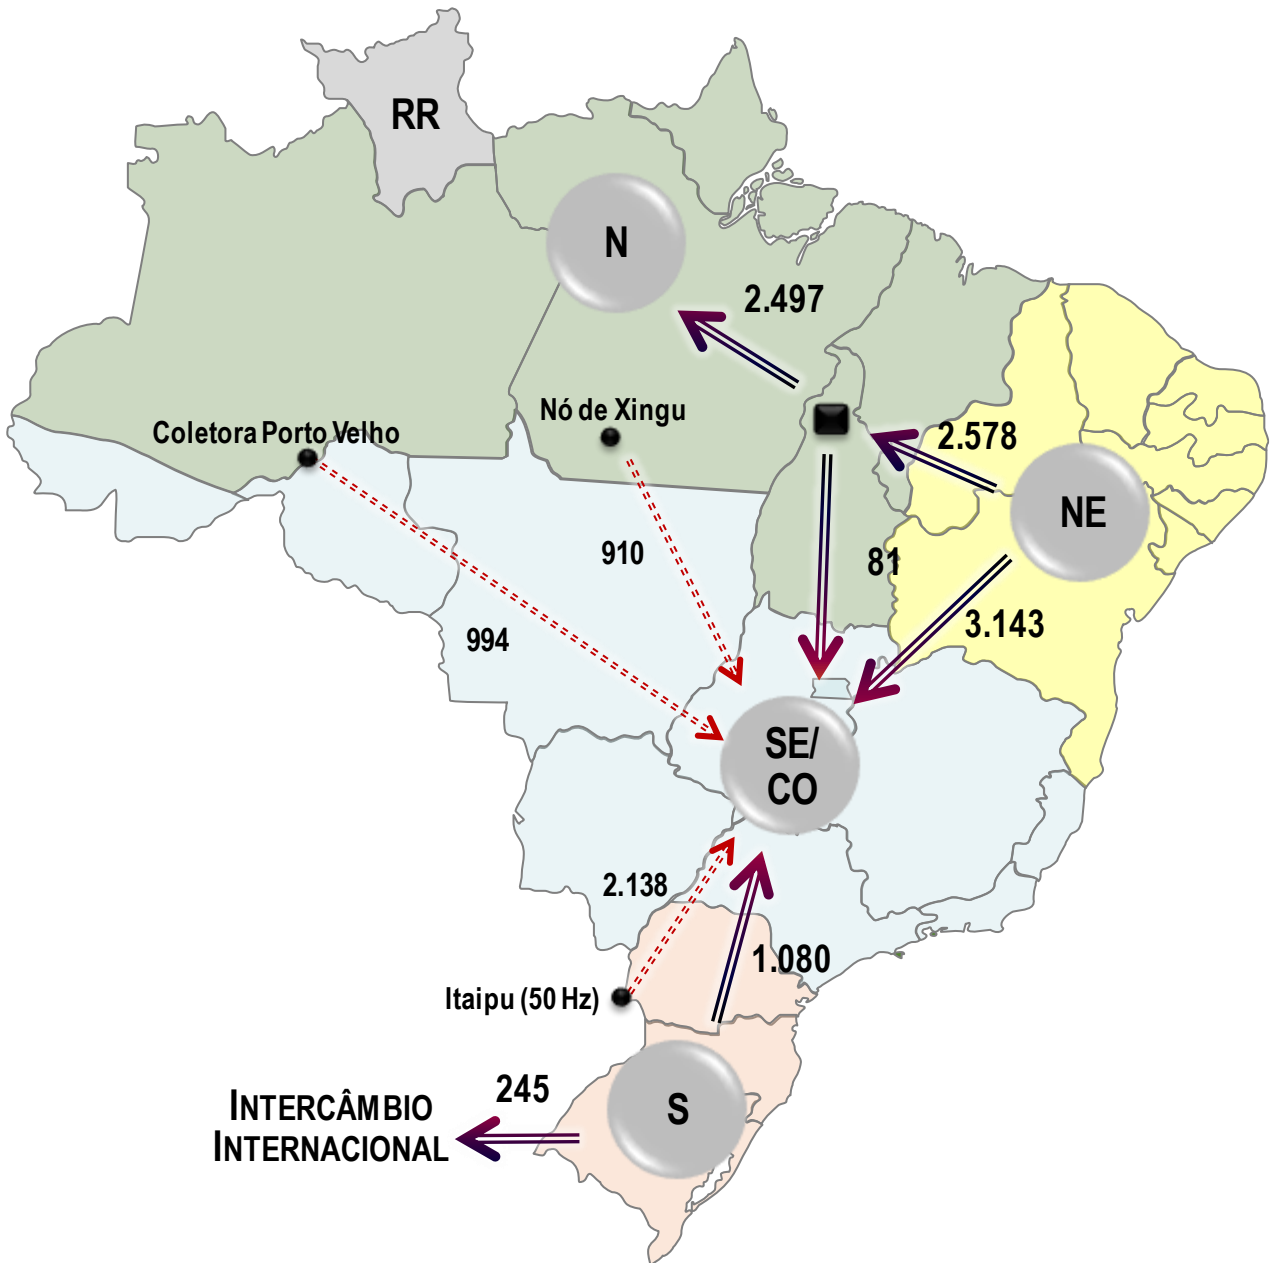 RR
N
2.497
Nó de Xingu
Coletora Porto Velho
2.578
NE
910
81
3.143
994
SE/
CO
2.138
1.080
Itaipu (50 Hz)
245
S
INTERCÂMBIO
INTERNACIONAL